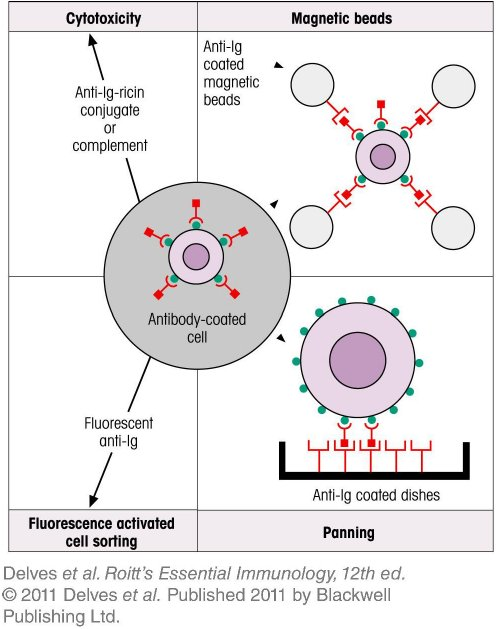 Cytotoxicity
Magnetic beads
Anti-Ig-ricin
conjugate
or
complement
Anti-Ig
coated
magnetic
beads
Antibody-coated
cell
Fluorescent
anti-Ig
Anti-Ig coated dishes
Fluorescence activated
cell sorting
Panning
Delves et al. Roitt's Essential Immunology, 12th ed.
© 2011 Delves et al. Published 2011 by Blackwell
Publishing Ltd.